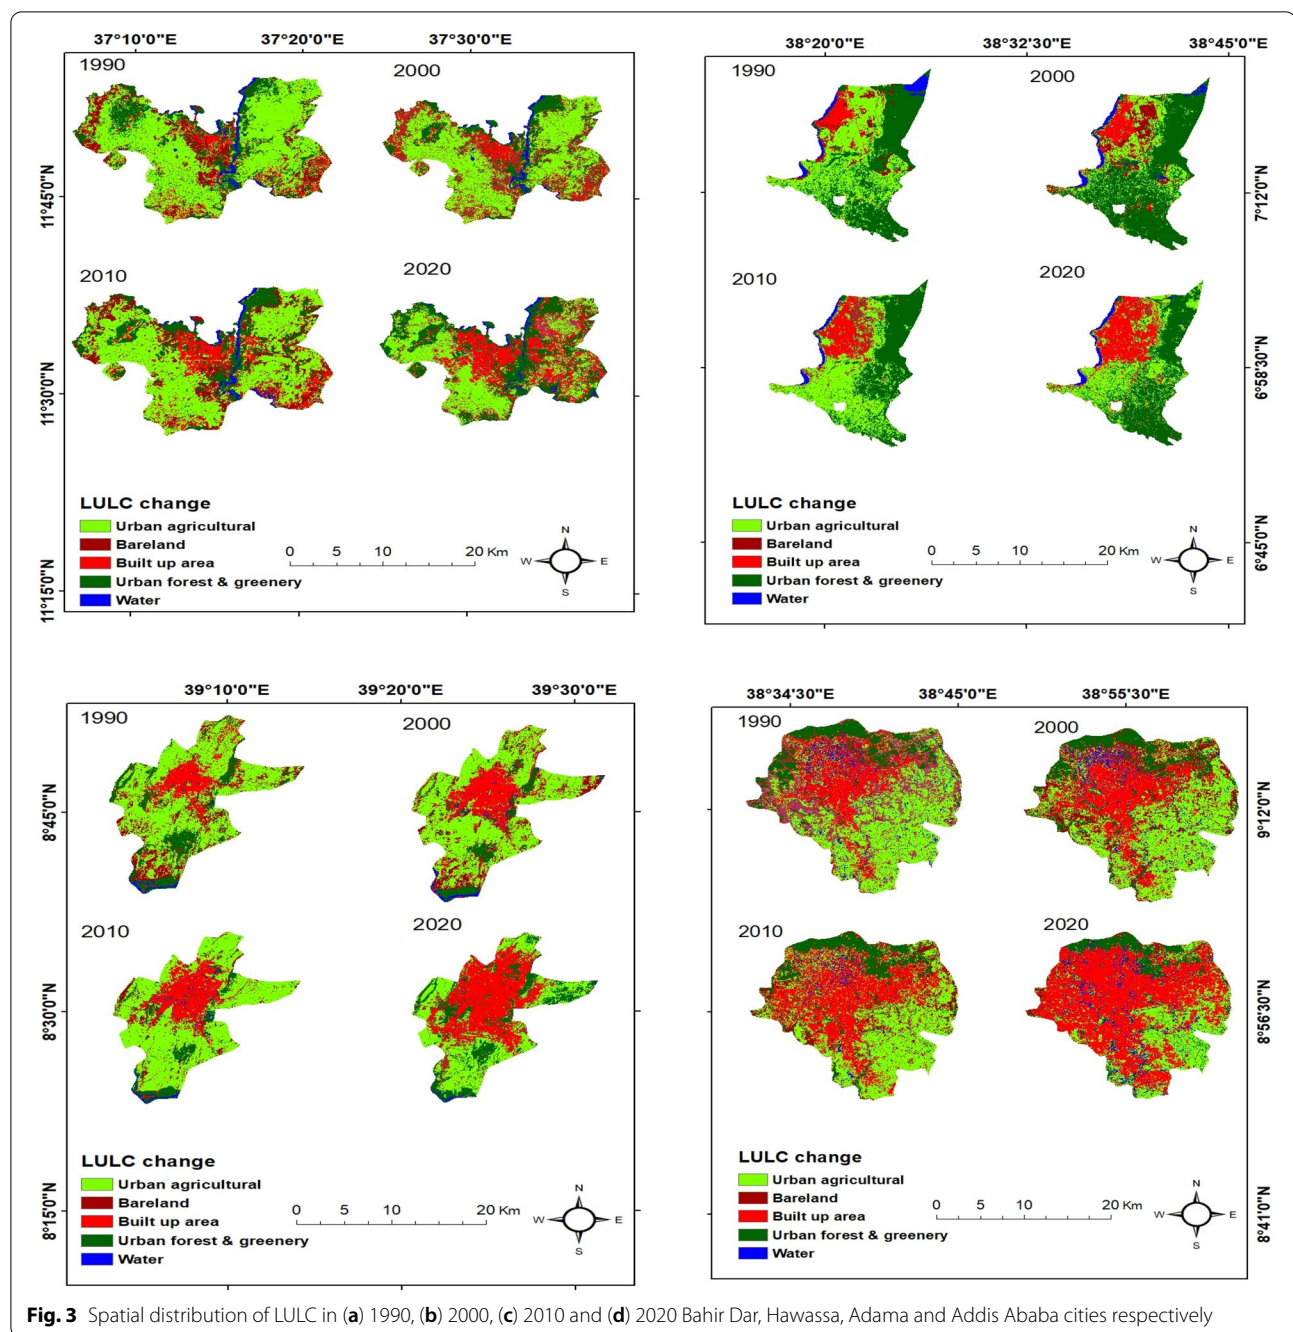 37°10'0"E 37°20'0"E 37°30'0"E
1990 2000
11°45'0"N
2010 2020
11°30'0"N
LULC change
Urban agricultural
Bareland
Built up area
Urban forest & greenery
Water
0 5 10 20 Km
N
W E
S
11°15'0"N
38°20'0"E 38°32'30"E 38°45'0"E
1990 2000
7°12'0"N
2010 2020
6°58'30"N
LULC change
Urban agricultural
Bareland
Built up area
Urban forest & greenery
Water
0 5 10 20 Km
N
W E
S
6°45'0"N
39°10'0"E 39°20'0"E 39°30'0"E
1990 2000
8°45'0"N
2010 2020
8°30'0"N
LULC change
Urban agricultural
Bareland
Built up area
Urban forest & greenery
Water
0 5 10 20 Km
N
W E
S
8°15'0"N
38°34'30"E 38°45'0"E 38°55'30"E
1990 2000
9°12'0"N
2010 2020
8°56'30"N
LULC change
Urban agricultural
Bareland
Built up area
Urban forest & greenery
Water
0 5 10 20 Km
N
W E
S
8°41'0"N
Fig. 3 Spatial distribution of LULC in (a) 1990, (b) 2000, (c) 2010 and (d) 2020 Bahir Dar, Hawassa, Adama and Addis Ababa cities respectively